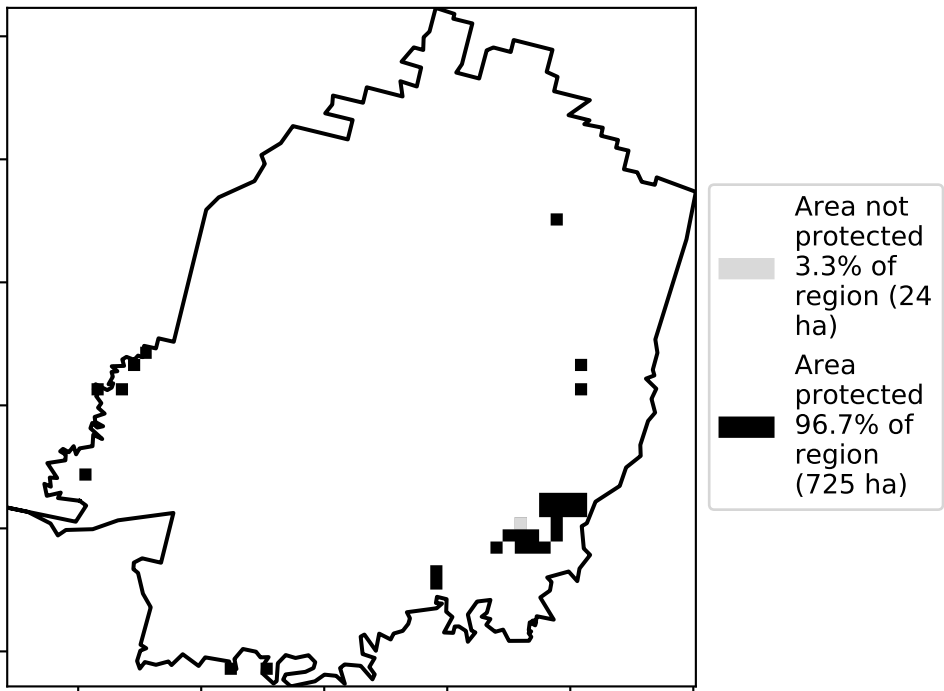 Area not
protected
3.3% of
region (24
ha)
Area
protected
96.7% of
region
(725 ha)